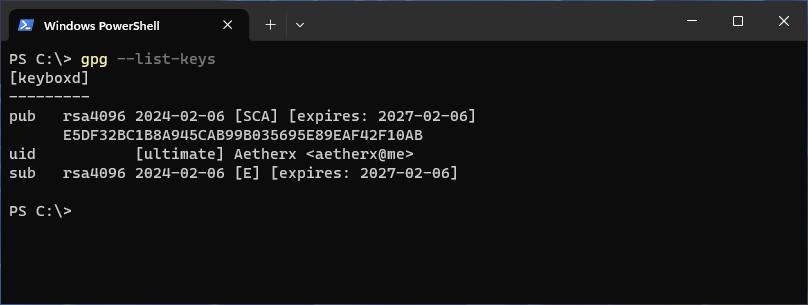 Windows PowerShell
PS C:\> gpg --list-keys
[keyboxd]
---------
pub   rsa4096 2024-02-06 [SCA] [expires: 2027-02-06]
      E5DF32BC1B8A945CAB99B035695E89EAF42F10AB
uid           [ultimate] Aetherx <aetherx@me>
sub   rsa4096 2024-02-06 [E] [expires: 2027-02-06]
PS C:\>